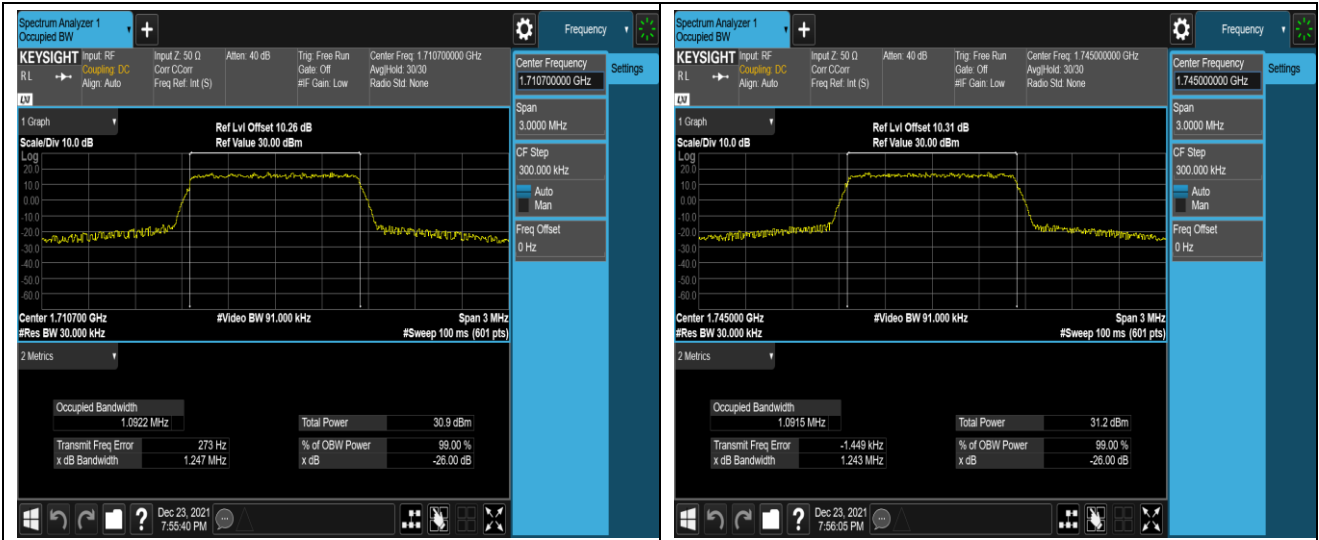 Spectrum Analyzer 1
Occupied BW
+
Frequency
KEYSIGHT
Input: RF
Coupling: DC
Align: Auto
Input Z: 50 Ω
Corr CCorr
Freq Ref: Int (S)
Atten: 40 dB
Trig: Free Run
Gate: Off
#IF Gain: Low
Center Freq: 1.710700000 GHz
Avg|Hold: 30/30
Radio Std: None
RL
LXI
Center Frequency
1.710700000 GHz
Settings
Span
3.0000 MHz
CF Step
300.000 kHz
Auto
Man
Freq Offset
0 Hz
1 Graph
Scale/Div 10.0 dB
Ref Lvl Offset 10.26 dB
Ref Value 30.00 dBm
Log
20.0
10.0
0.00
-10.0
-20.0
-30.0
-40.0
-50.0
-60.0
Center 1.710700 GHz
#Video BW 91.000 kHz
Span 3 MHz
#Res BW 30.000 kHz
#Sweep 100 ms (601 pts)
2 Metrics
Occupied Bandwidth
1.0922 MHz
Total Power 30.9 dBm
Transmit Freq Error 273 Hz
% of OBW Power 99.00 %
x dB Bandwidth 1.247 MHz
x dB -26.00 dB
?
Dec 23, 2021
7:55:40 PM
Spectrum Analyzer 1
Occupied BW
+
Frequency
KEYSIGHT
Input: RF
Coupling: DC
Align: Auto
Input Z: 50 Ω
Corr CCorr
Freq Ref: Int (S)
Atten: 40 dB
Trig: Free Run
Gate: Off
#IF Gain: Low
Center Freq: 1.745000000 GHz
Avg|Hold: 30/30
Radio Std: None
RL
LXI
Center Frequency
1.745000000 GHz
Settings
Span
3.0000 MHz
CF Step
300.000 kHz
Auto
Man
Freq Offset
0 Hz
1 Graph
Scale/Div 10.0 dB
Ref Lvl Offset 10.31 dB
Ref Value 30.00 dBm
Log
20.0
10.0
0.00
-10.0
-20.0
-30.0
-40.0
-50.0
-60.0
Center 1.745000 GHz
#Video BW 91.000 kHz
Span 3 MHz
#Res BW 30.000 kHz
#Sweep 100 ms (601 pts)
2 Metrics
Occupied Bandwidth
1.0915 MHz
Total Power 31.2 dBm
Transmit Freq Error -1.449 kHz
% of OBW Power 99.00 %
x dB Bandwidth 1.243 MHz
x dB -26.00 dB
?
Dec 23, 2021
7:56:05 PM